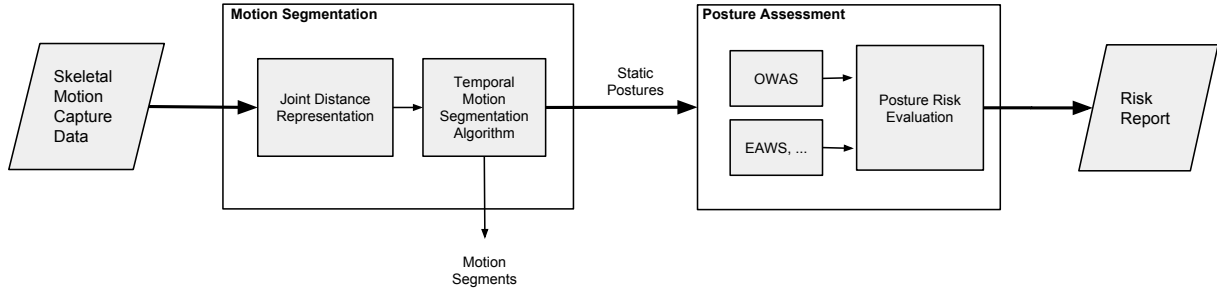 Motion Segmentation
Posture Assessment
Skeletal
Motion
Capture
Data
Joint Distance
Representation
Temporal
Motion
Segmentation
Algorithm
Static
Postures
OWAS
EAWS, ...
Posture Risk
Evaluation
Risk
Report
Motion
Segments